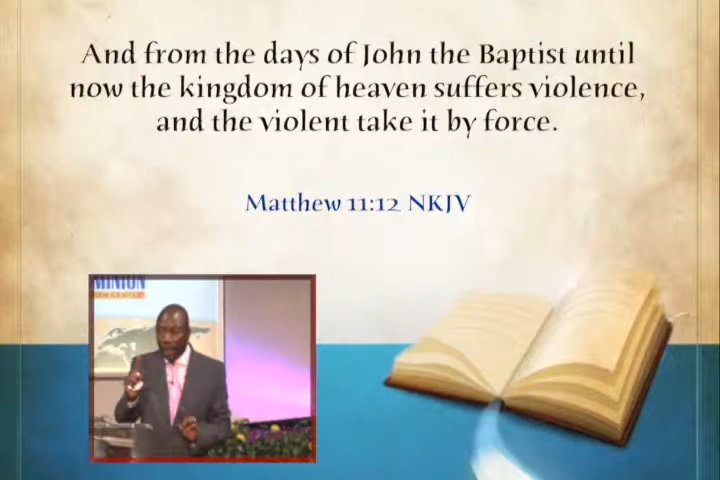 And from the days of John the Baptist until
now the kingdom of heaven suffers violence,
and the violent take it by force.
Matthew 11:12 NKJV
MINION